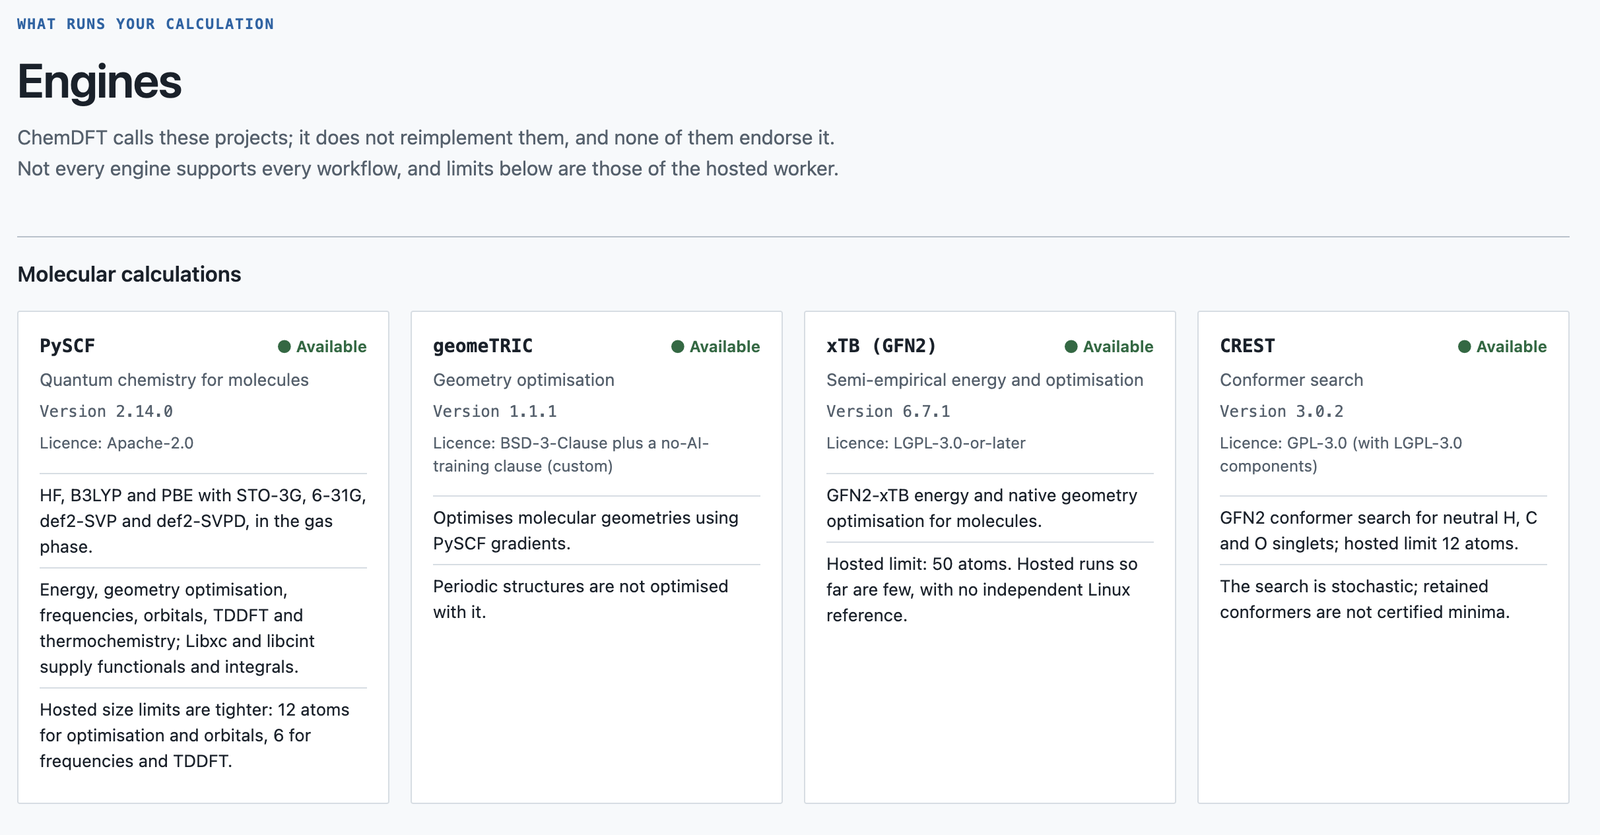 WHAT RUNS YOUR CALCULATION
Engines
ChemDFT calls these projects; it does not reimplement them, and none of them endorse it.
Not every engine supports every workflow, and limits below are those of the hosted worker.
Molecular calculations
PySCF
Available
Quantum chemistry for molecules
Version 2.14.0
Licence: Apache-2.0
HF, B3LYP and PBE with STO-3G, 6-31G,
def2-SVP and def2-SVPD, in the gas
phase.
Energy, geometry optimisation,
frequencies, orbitals, TDDFT and
thermochemistry; Libxc and libcint
supply functionals and integrals.
Hosted size limits are tighter: 12 atoms
for optimisation and orbitals, 6 for
frequencies and TDDFT.
geomeTRIC
Available
Geometry optimisation
Version 1.1.1
Licence: BSD-3-Clause plus a no-AI-
training clause (custom)
Optimises molecular geometries using
PySCF gradients.
Periodic structures are not optimised
with it.
xTB (GFN2)
Available
Semi-empirical energy and optimisation
Version 6.7.1
Licence: LGPL-3.0-or-later
GFN2-xTB energy and native geometry
optimisation for molecules.
Hosted limit: 50 atoms. Hosted runs so
far are few, with no independent Linux
reference.
CREST
Available
Conformer search
Version 3.0.2
Licence: GPL-3.0 (with LGPL-3.0
components)
GFN2 conformer search for neutral H, C
and O singlets; hosted limit 12 atoms.
The search is stochastic; retained
conformers are not certified minima.